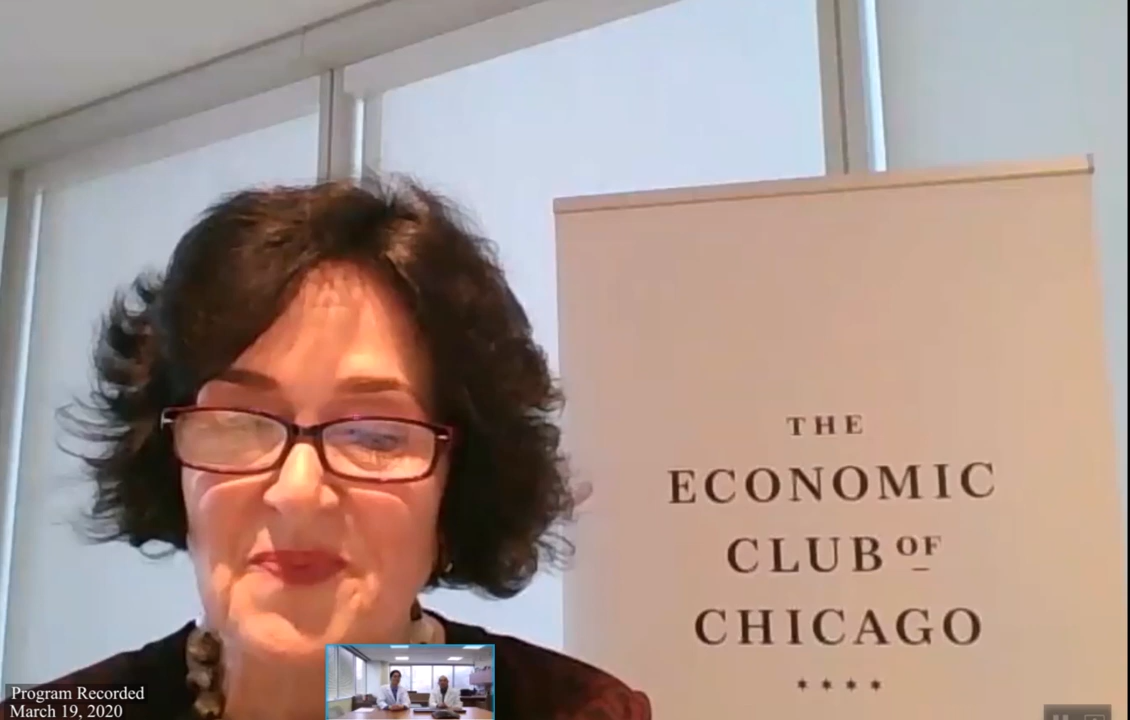 THE
ECONOMIC
CLUB OF
CHICAGO
****
Program Recorded
March 19, 2020